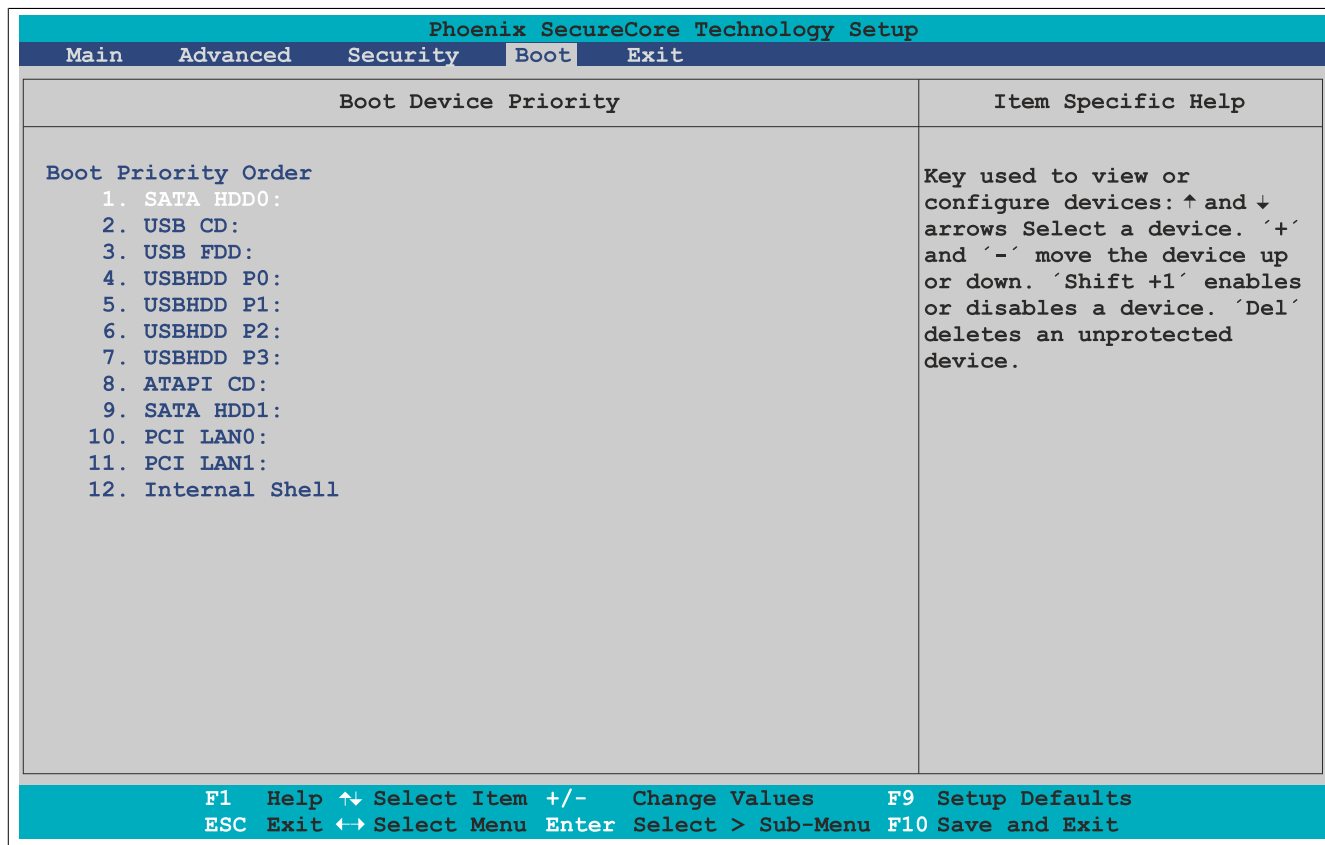 Phoenix SecureCore Technology Setup
Main Advanced Security Boot Exit
Boot Device Priority
Boot Priority Order
1. SATA HDD0:
2. USB CD:
3. USB FDD:
4. USBHDD P0:
5. USBHDD P1:
6. USBHDD P2:
7. USBHDD P3:
8. ATAPI CD:
9. SATA HDD1:
10. PCI LAN0:
11. PCI LAN1:
12. Internal Shell
Item Specific Help
Key used to view or
configure devices: ↑ and ↓
arrows Select a device. ´+´
and ´-´ move the device up
or down. ´Shift +1´ enables
or disables a device. ´Del´
deletes an unprotected
device.
F1 Help ↑↓ Select Item +/- Change Values F9 Setup Defaults
ESC Exit ←→ Select Menu Enter Select > Sub-Menu F10 Save and Exit